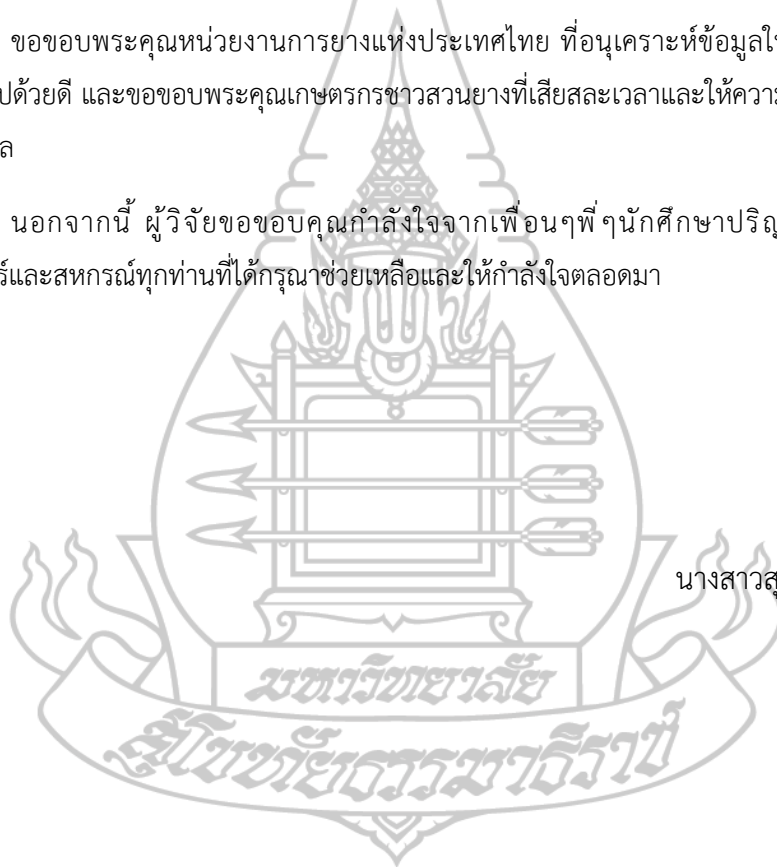 ขอขอบพระคุณหน่วยงานการยางแห่งประเทศไทย ที่อนุเคราะห์ข้อมูลใ
ปด้วยดี และขอขอบพระคุณเกษตรกรชาวสวนยางที่เสียสละเวลาและให้ความ
ล
นอกจากนี้ ผู้วิจัยขอขอบคุณกำลังใจจากเพื่อนๆพี่ๆนักศึกษาปริญ
ร์และสหกรณ์ทุกท่านที่ได้กรุณาช่วยเหลือและให้กำลังใจตลอดมา
นางสาวสุ
มหาวิทยาลัย
สุโขทัยธรรมาธิราช